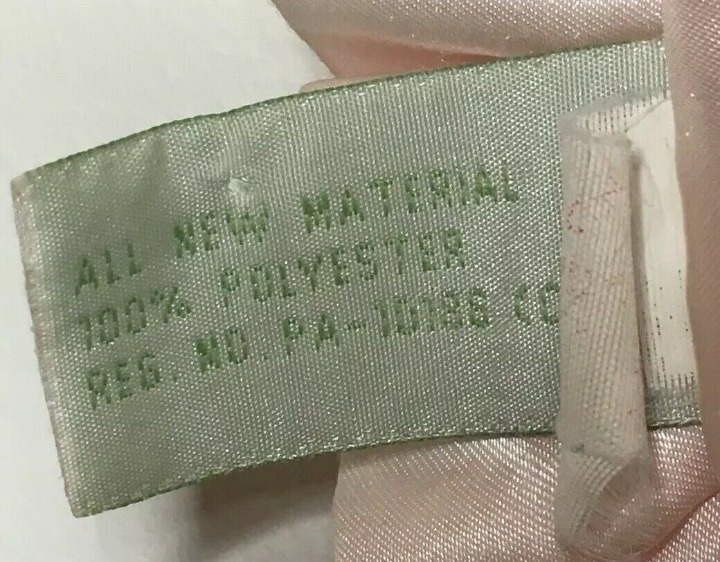 ALL NEW MATERIAL
100% POLYESTER
REG. NO. PA-10186 (C